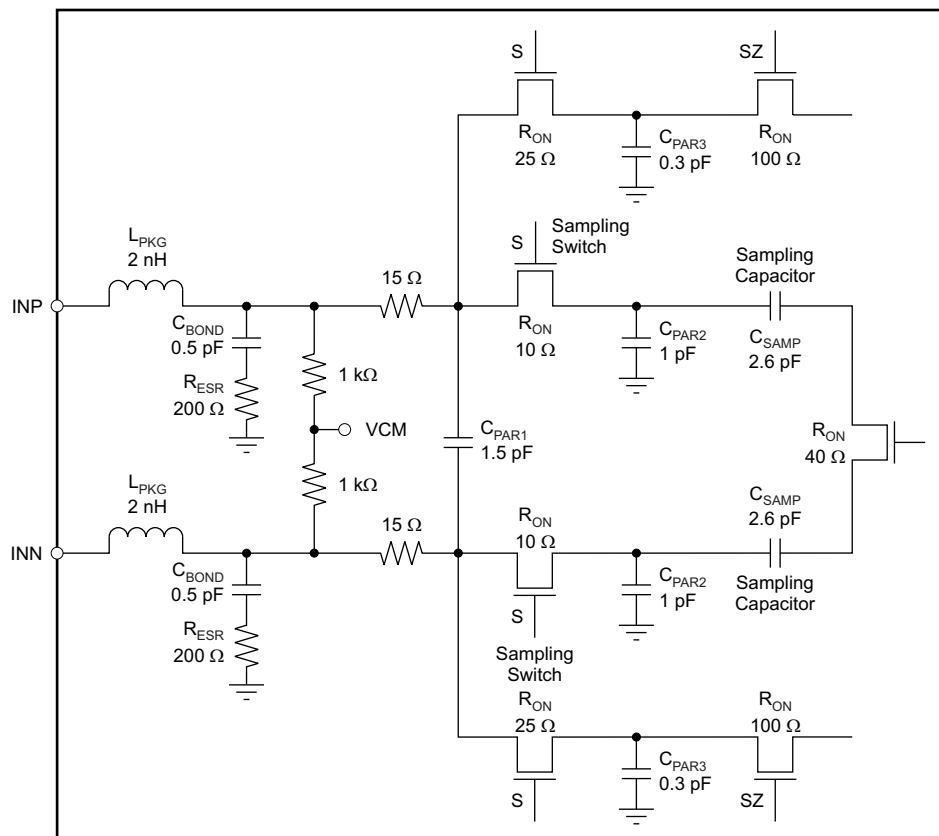 S
SZ
R_ON
25 Ω
C_PAR3
0.3 pF
R_ON
100 Ω
Sampling
Switch
S
L_PKG
2 nH
15 Ω
Sampling
Capacitor
INP
C_BOND
0.5 pF
R_ON
10 Ω
C_PAR2
1 pF
C_SAMP
2.6 pF
1 kΩ
R_ESR
200 Ω
VCM
C_PAR1
1.5 pF
R_ON
40 Ω
L_PKG
2 nH
1 kΩ
15 Ω
R_ON
10 Ω
C_SAMP
2.6 pF
INN
C_BOND
0.5 pF
C_PAR2
1 pF
Sampling
Capacitor
R_ESR
200 Ω
S
Sampling
Switch
R_ON
25 Ω
R_ON
100 Ω
C_PAR3
0.3 pF
S
SZ